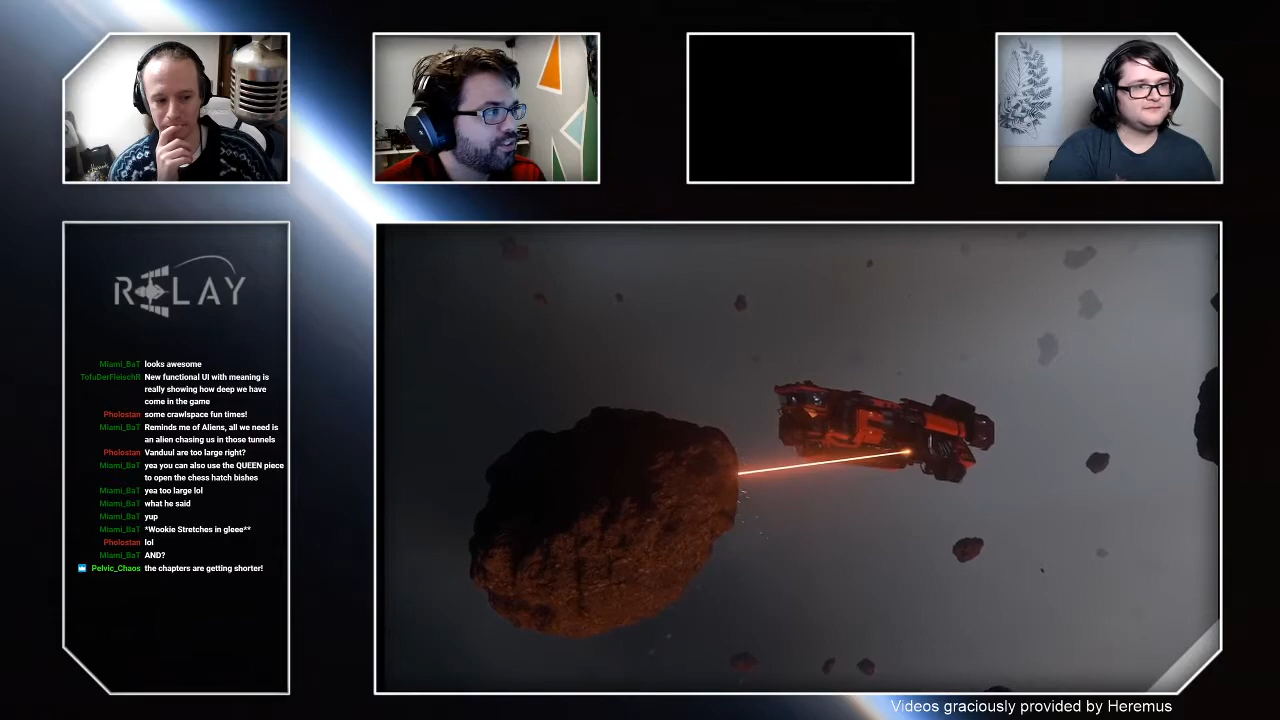 RELAY
Miami_BaT looks awesome
TofuDerFleischR New functional UI with meaning is
really showing how deep we have
come in the game
Pholostan some crawlspace fun times!
Miami_BaT Reminds me of Aliens, all we need is
an alien chasing us in those tunnels
Pholostan Vanduul are too large right?
Miami_BaT yea you can also use the QUEEN piece
to open the chess hatch bishes
Miami_BaT yea too large lol
Miami_BaT what he said
Miami_BaT yup
Miami_BaT *Wookie Stretches in gleee**
Pholostan lol
Miami_BaT AND?
Pelvic_Chaos the chapters are getting shorter!
Videos graciously provided by Heremus